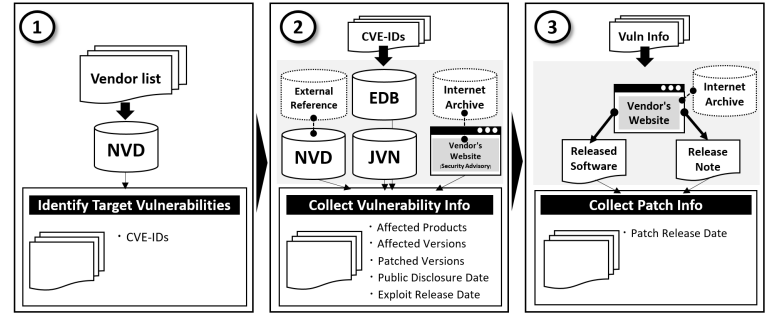 1
Vendor list
NVD
Identify Target Vulnerabilities
· CVE-IDs
2
CVE-IDs
External
Reference
EDB
Internet
Archive
NVD
JVN
Vendor's
Website
(Security Advisory)
Collect Vulnerability Info
· Affected Products
· Affected Versions
· Patched Versions
· Public Disclosure Date
· Exploit Release Date
3
Vuln Info
Internet
Archive
Vendor's
Website
Released
Software
Release
Note
Collect Patch Info
· Patch Release Date